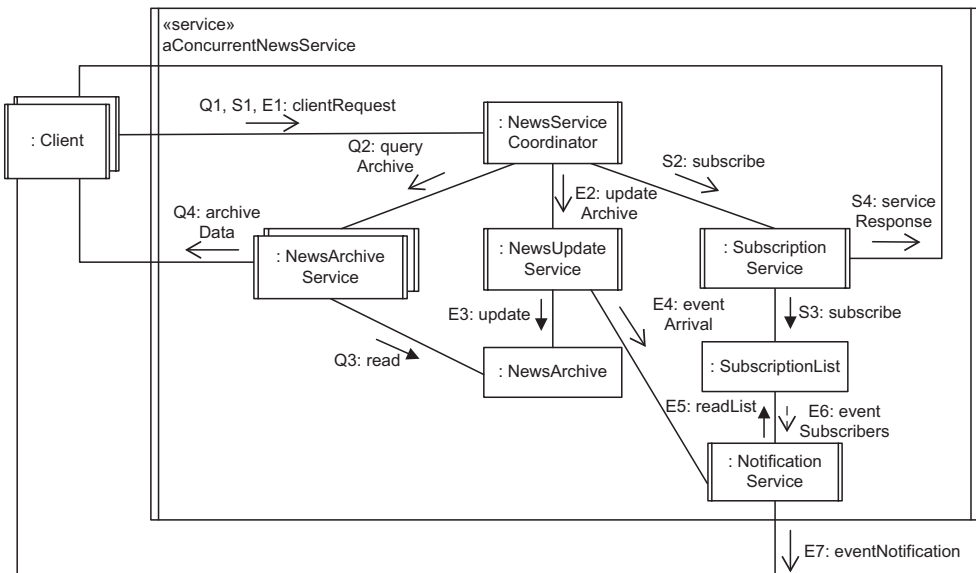 «service»
aConcurrentNewsService
Q1, S1, E1: clientRequest
: Client
: NewsService
Coordinator
Q2: query
Archive
S2: subscribe
E2: update
Archive
Q4: archive
Data
S4: service
Response
: NewsArchive
Service
: NewsUpdate
Service
: Subscription
Service
E3: update
E4: event
Arrival
S3: subscribe
Q3: read
: NewsArchive
: SubscriptionList
E5: readList
E6: event
Subscribers
: Notification
Service
E7: eventNotification